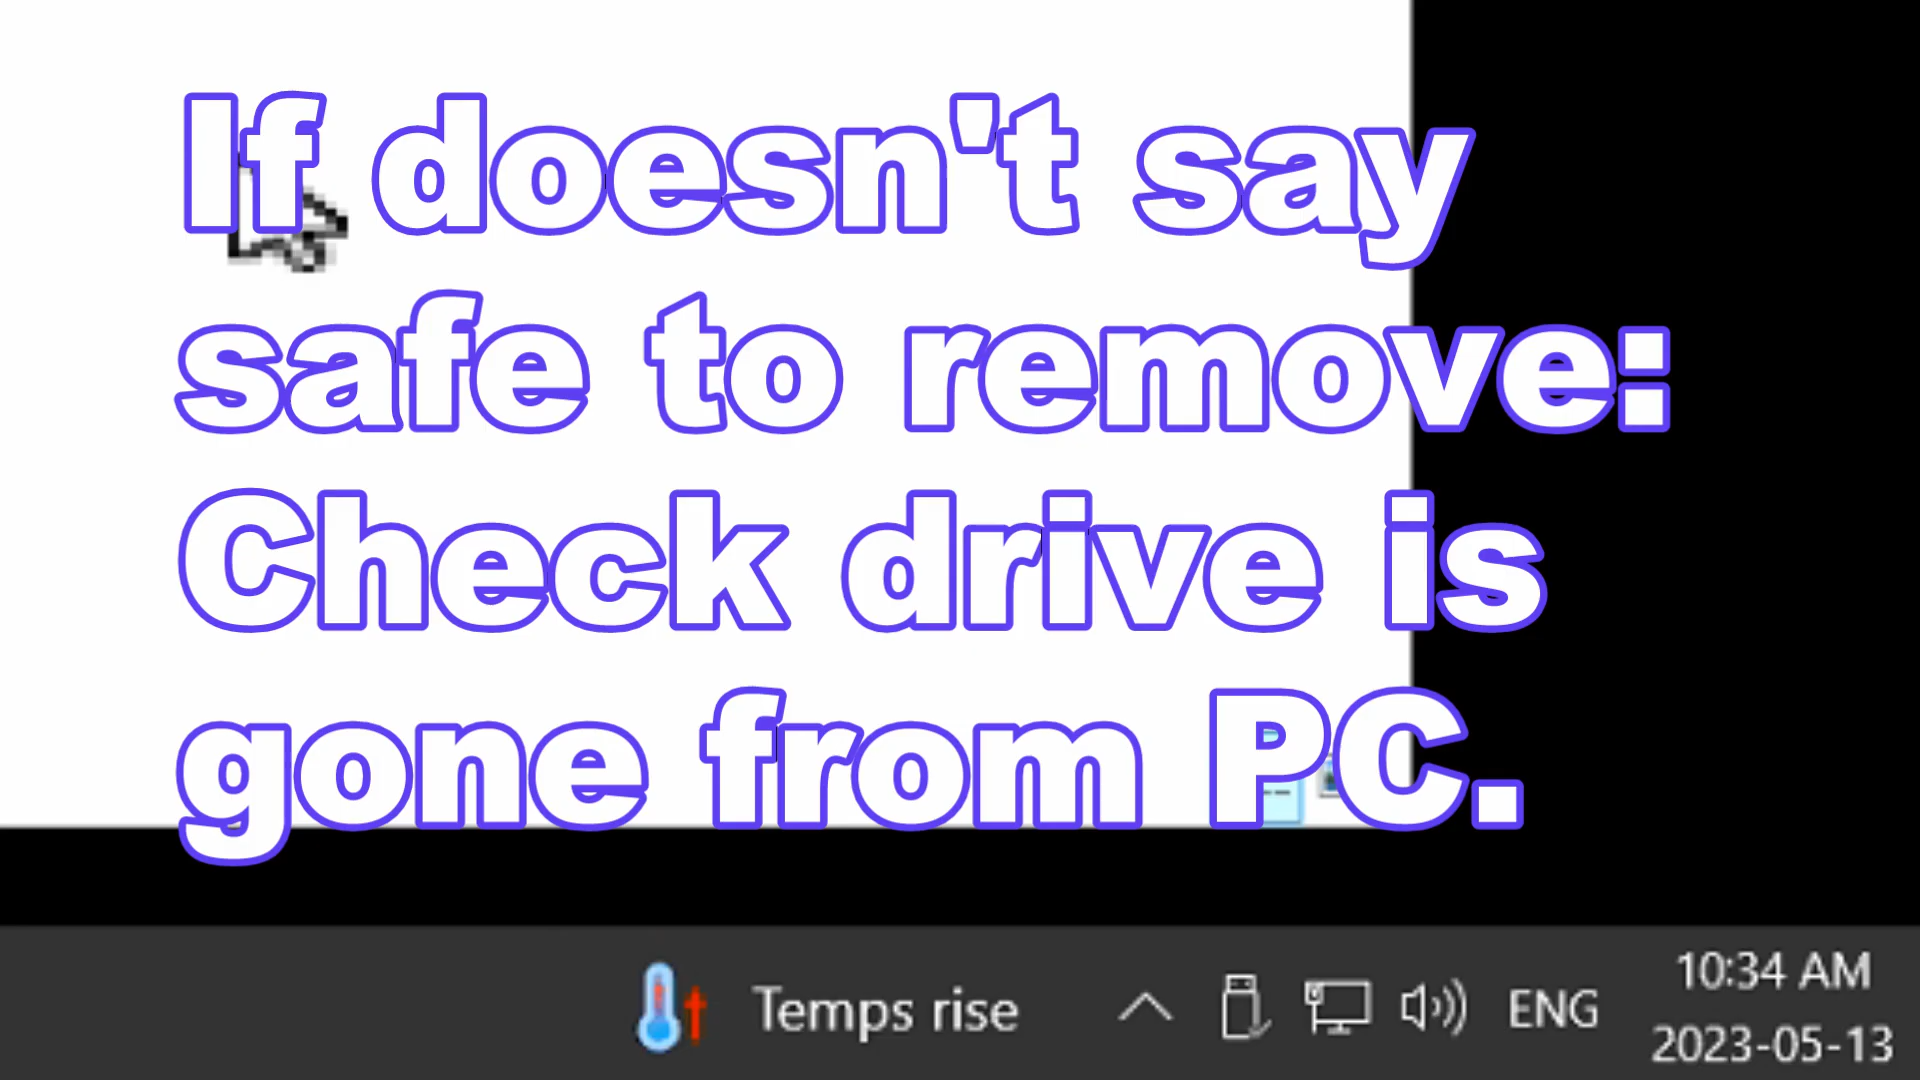 If doesn't say
safe to remove:
Check drive is
gone from PC.
Temps rise
ENG
10:34 AM
2023-05-13